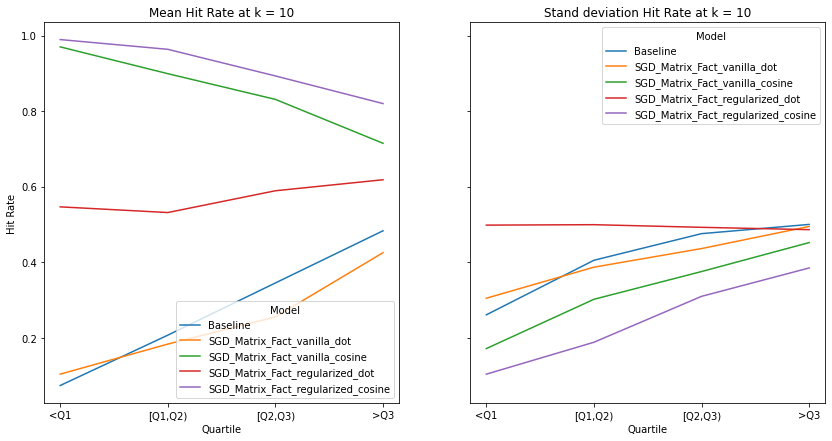 Mean Hit Rate at k = 10
Hit Rate
1.0
0.8
0.6
0.4
0.2
<Q1
[Q1,Q2)
[Q2,Q3)
>Q3
Quartile
Model
Baseline
SGD_Matrix_Fact_vanilla_dot
SGD_Matrix_Fact_vanilla_cosine
SGD_Matrix_Fact_regularized_dot
SGD_Matrix_Fact_regularized_cosine
Stand deviation Hit Rate at k = 10
Model
Baseline
SGD_Matrix_Fact_vanilla_dot
SGD_Matrix_Fact_vanilla_cosine
SGD_Matrix_Fact_regularized_dot
SGD_Matrix_Fact_regularized_cosine
<Q1
[Q1,Q2)
[Q2,Q3)
>Q3
Quartile